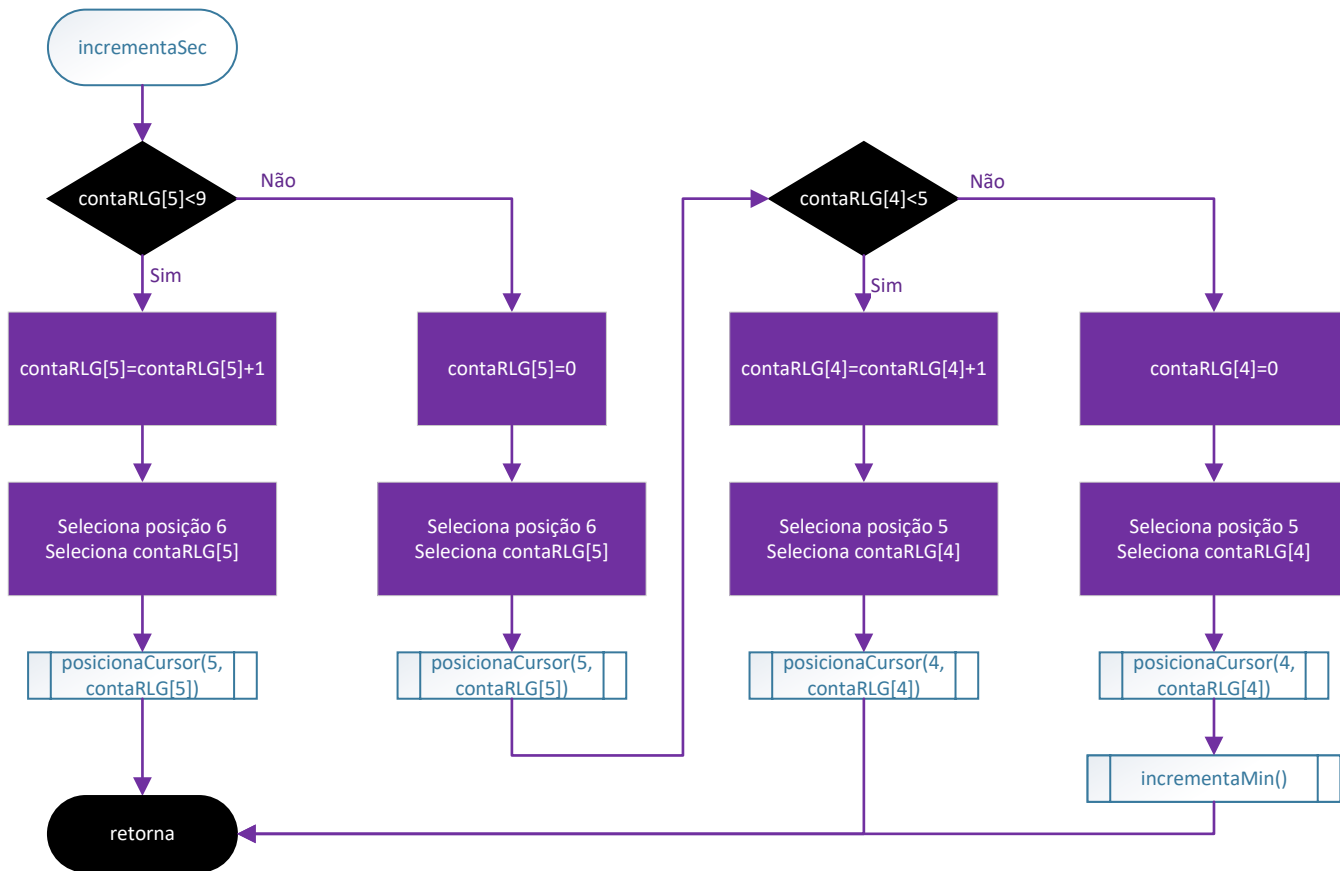 incrementaSec
contaRLG[5]<9
Não
Sim
contaRLG[5]=contaRLG[5]+1
Seleciona posição 6
Seleciona contaRLG[5]
posicionaCursor(5,
contaRLG[5])
retorna
contaRLG[5]=0
Seleciona posição 6
Seleciona contaRLG[5]
posicionaCursor(5,
contaRLG[5])
contaRLG[4]<5
Não
Sim
contaRLG[4]=contaRLG[4]+1
Seleciona posição 5
Seleciona contaRLG[4]
posicionaCursor(4,
contaRLG[4])
contaRLG[4]=0
Seleciona posição 5
Seleciona contaRLG[4]
posicionaCursor(4,
contaRLG[4])
incrementaMin()